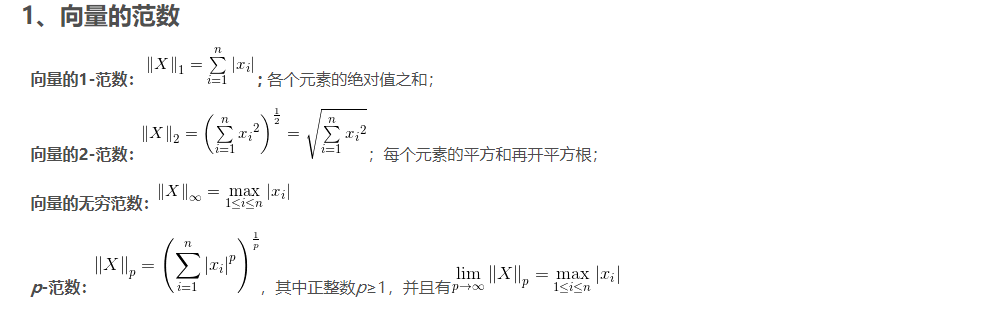 1、向量的范数
向量的1-范数： $\|X\|_1 = \sum_{i=1}^{n} |x_i|$ ; 各个元素的绝对值之和；
向量的2-范数： $\|X\|_2 = \left( \sum_{i=1}^{n} {x_i}^2 \right)^{\frac{1}{2}} = \sqrt{\sum_{i=1}^{n} {x_i}^2}$ ；每个元素的平方和再开平方根；
向量的无穷范数： $\|X\|_\infty = \max_{1 \le i \le n} |x_i|$
p-范数： $\|X\|_p = \left( \sum_{i=1}^{n} |x_i|^p \right)^{\frac{1}{p}}$ ，其中正整数p≥1，并且有 $\lim_{p \to \infty} \|X\|_p = \max_{1 \le i \le n} |x_i|$